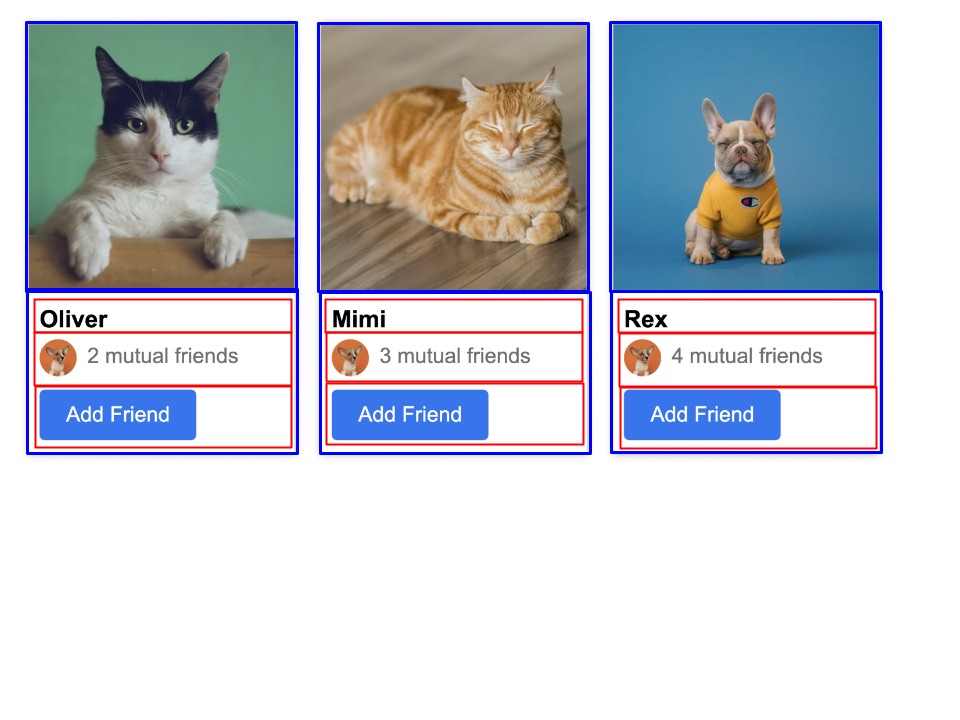 Oliver
2 mutual friends
Add Friend
Mimi
3 mutual friends
Add Friend
Rex
4 mutual friends
Add Friend